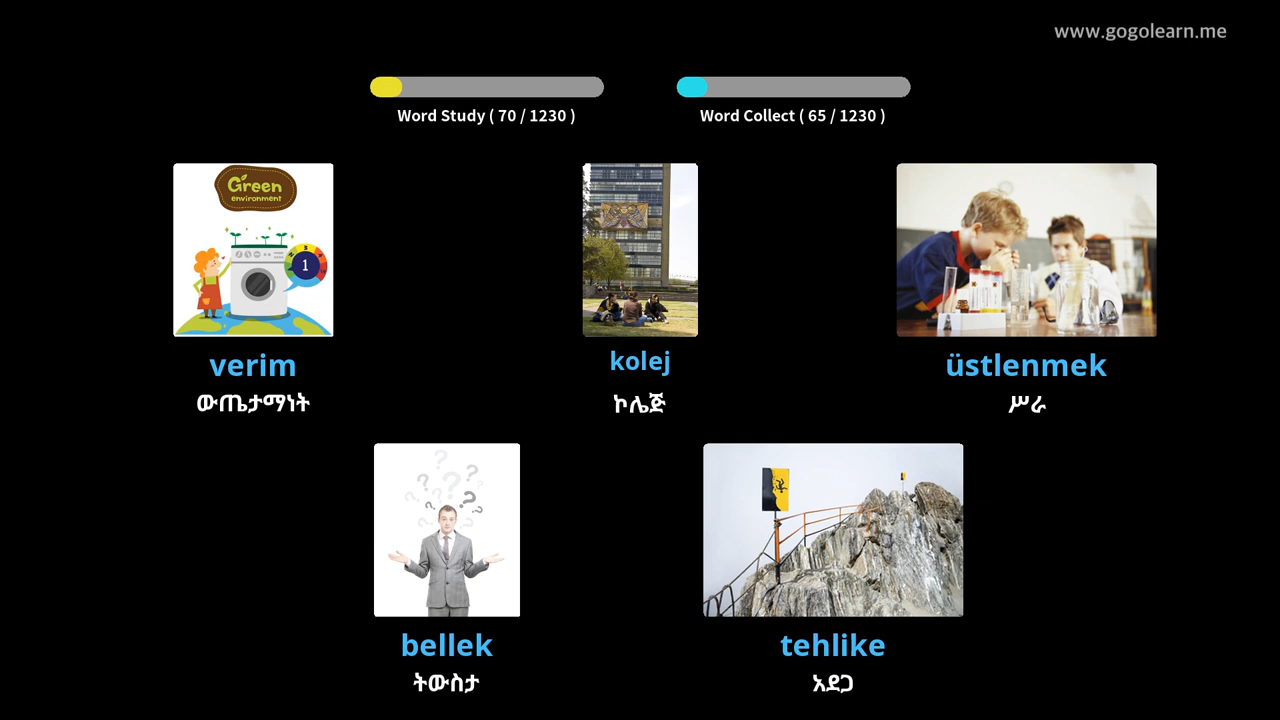 www.gogolearn.me
Word Study ( 70 / 1230 )
Word Collect ( 65 / 1230 )
Green
environment
1
verim
ውጤታማነት
kolej
ኮሌጅ
üstlenmek
ሥራ
bellek
ትውስታ
tehlike
አደጋ